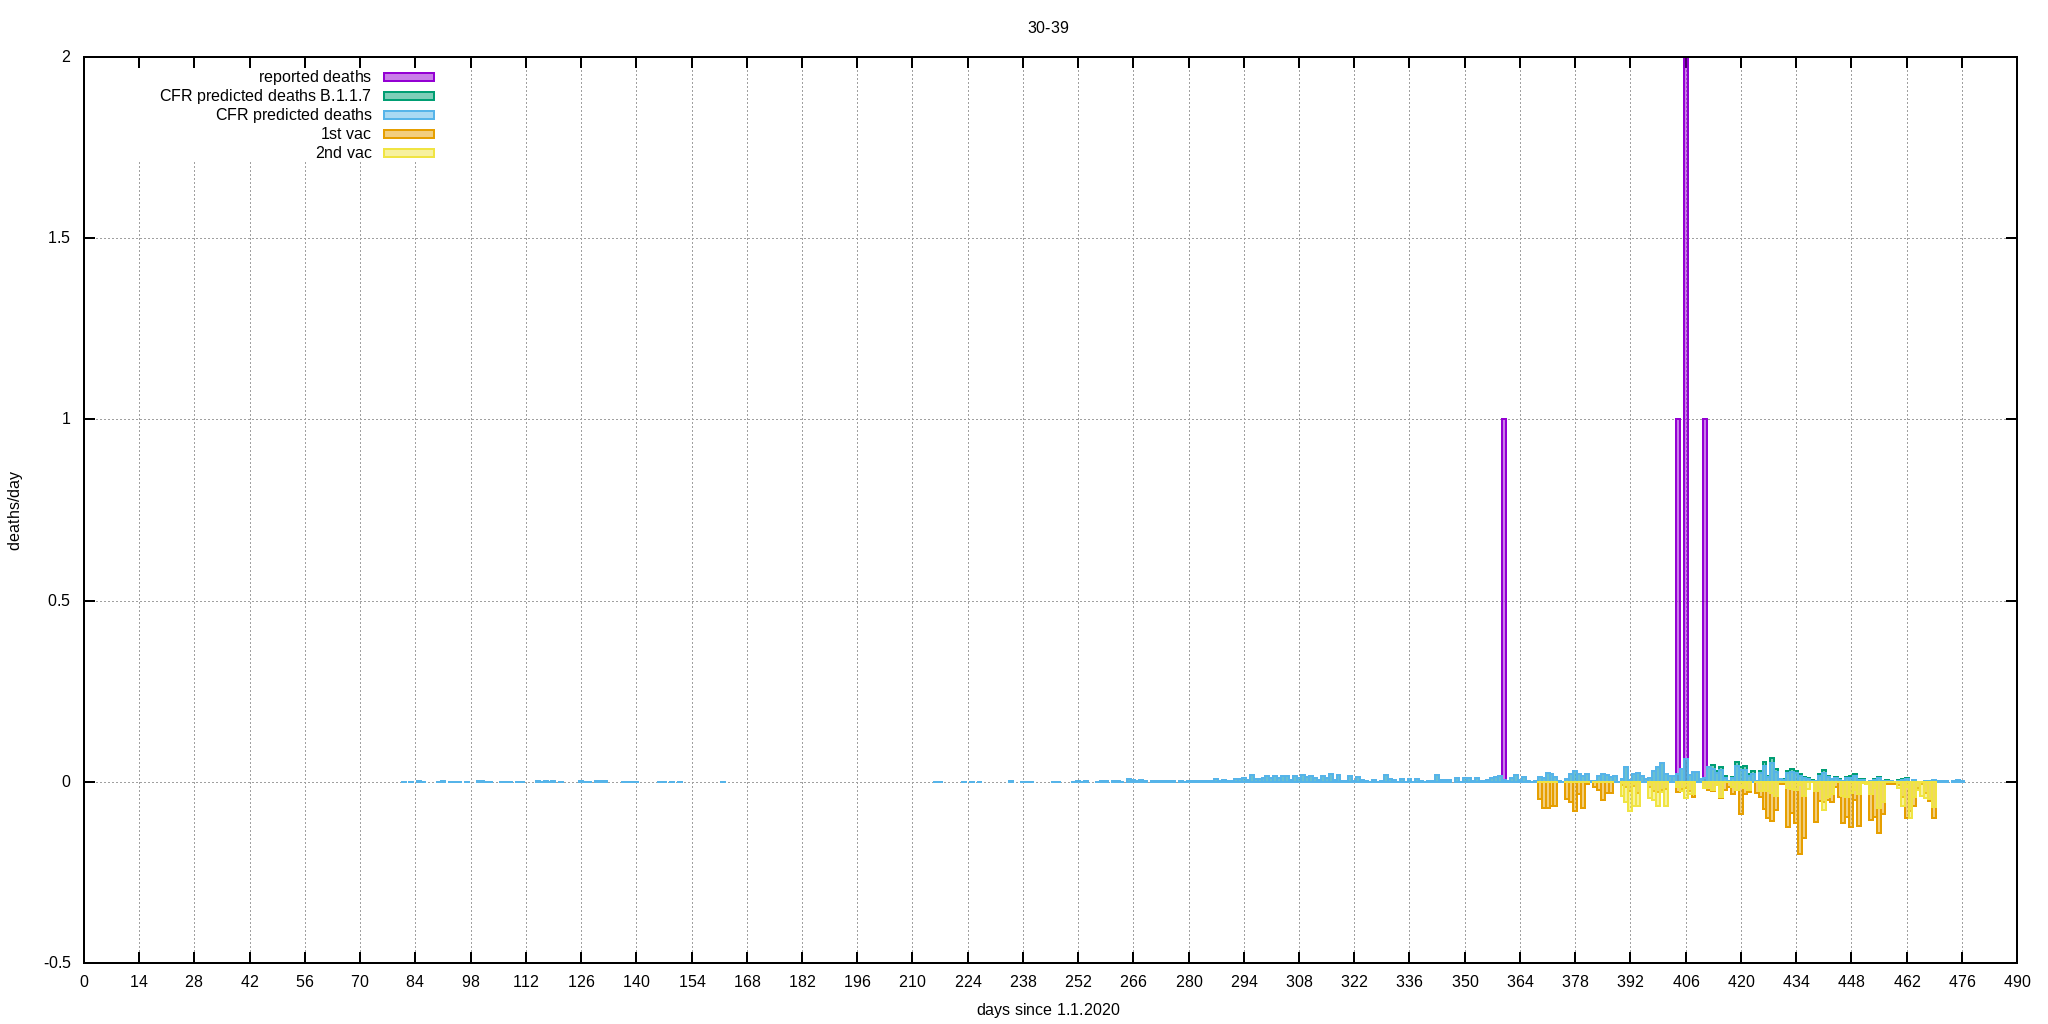 30-39
2
reported deaths
CFR predicted deaths B.1.1.7
CFR predicted deaths
1st vac
2nd vac
1.5
1
0.5
0
-0.5
deaths/day
0 14 28 42 56 70 84 98 112 126 140 154 168 182 196 210 224 238 252 266 280 294 308 322 336 350 364 378 392 406 420 434 448 462 476 490
days since 1.1.2020